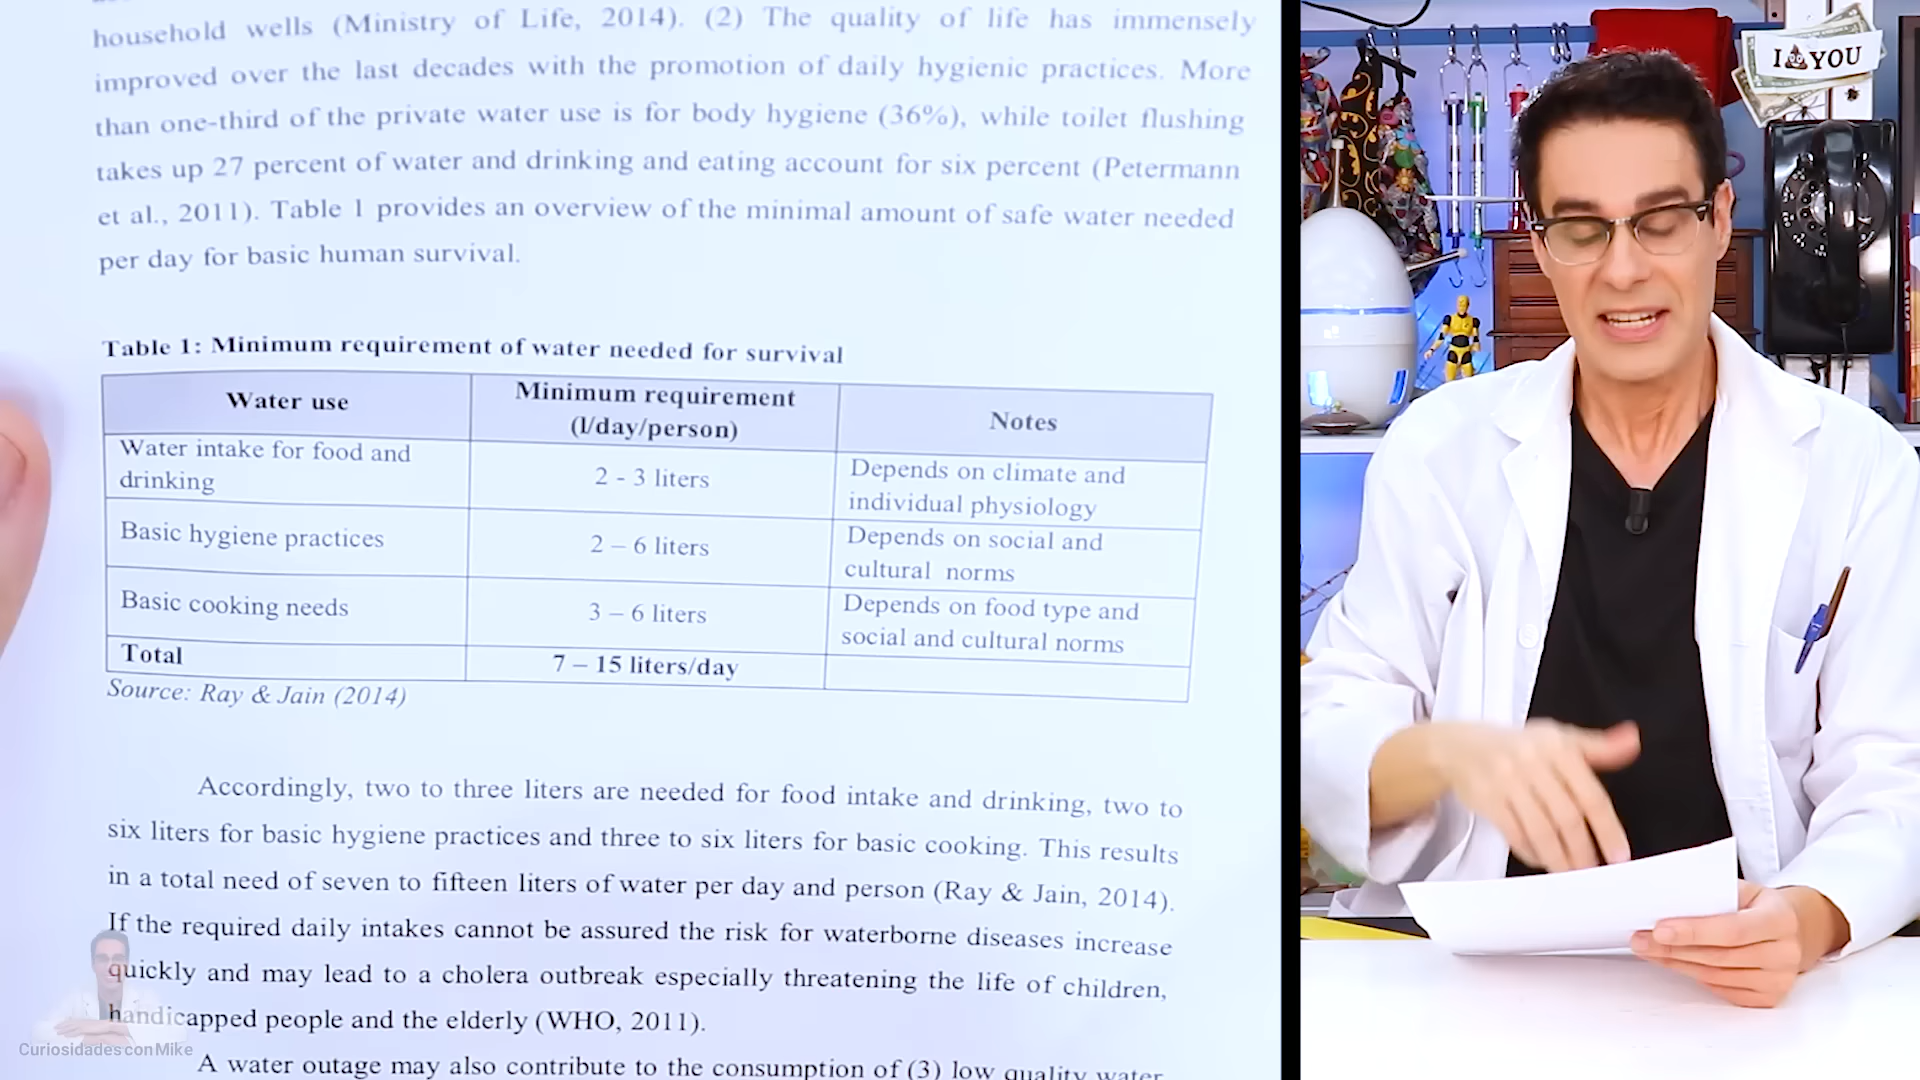 household wells (Ministry of Life, 2014). (2) The quality of life has immensely
improved over the last decades with the promotion of daily hygienic practices. More
than one-third of the private water use is for body hygiene (36%), while toilet flushing
takes up 27 percent of water and drinking and eating account for six percent (Petermann
et al., 2011). Table 1 provides an overview of the minimal amount of safe water needed
per day for basic human survival.
Table 1: Minimum requirement of water needed for survival
Water use
Minimum requirement
(l/day/person)
Notes
Water intake for food and
drinking
2 - 3 liters
Depends on climate and
individual physiology
Basic hygiene practices
2 – 6 liters
Depends on social and
cultural norms
Basic cooking needs
3 – 6 liters
Depends on food type and
social and cultural norms
Total
7 – 15 liters/day
Source: Ray & Jain (2014)
Accordingly, two to three liters are needed for food intake and drinking, two to
six liters for basic hygiene practices and three to six liters for basic cooking. This results
in a total need of seven to fifteen liters of water per day and person (Ray & Jain, 2014).
If the required daily intakes cannot be assured the risk for waterborne diseases increase
quickly and may lead to a cholera outbreak especially threatening the life of children,
handicapped people and the elderly (WHO, 2011).
A water outage may also contribute to the consumption of (3) low quality water
CuriosidadesconMike
I 💩 YOU